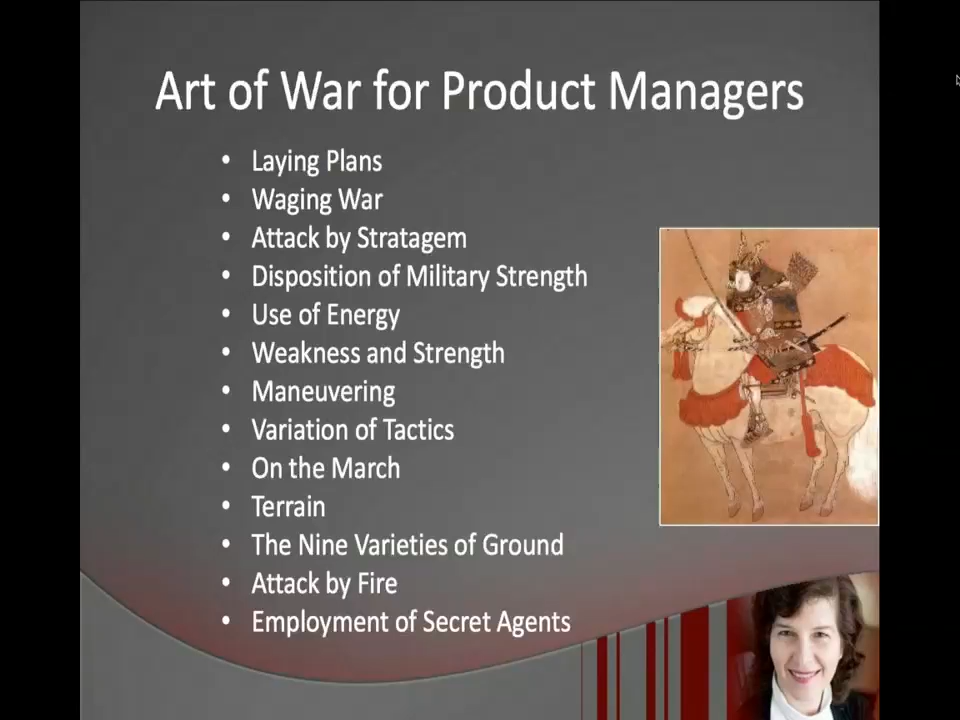 Art of War for Product Managers
• Laying Plans
• Waging War
• Attack by Stratagem
• Disposition of Military Strength
• Use of Energy
• Weakness and Strength
• Maneuvering
• Variation of Tactics
• On the March
• Terrain
• The Nine Varieties of Ground
• Attack by Fire
• Employment of Secret Agents